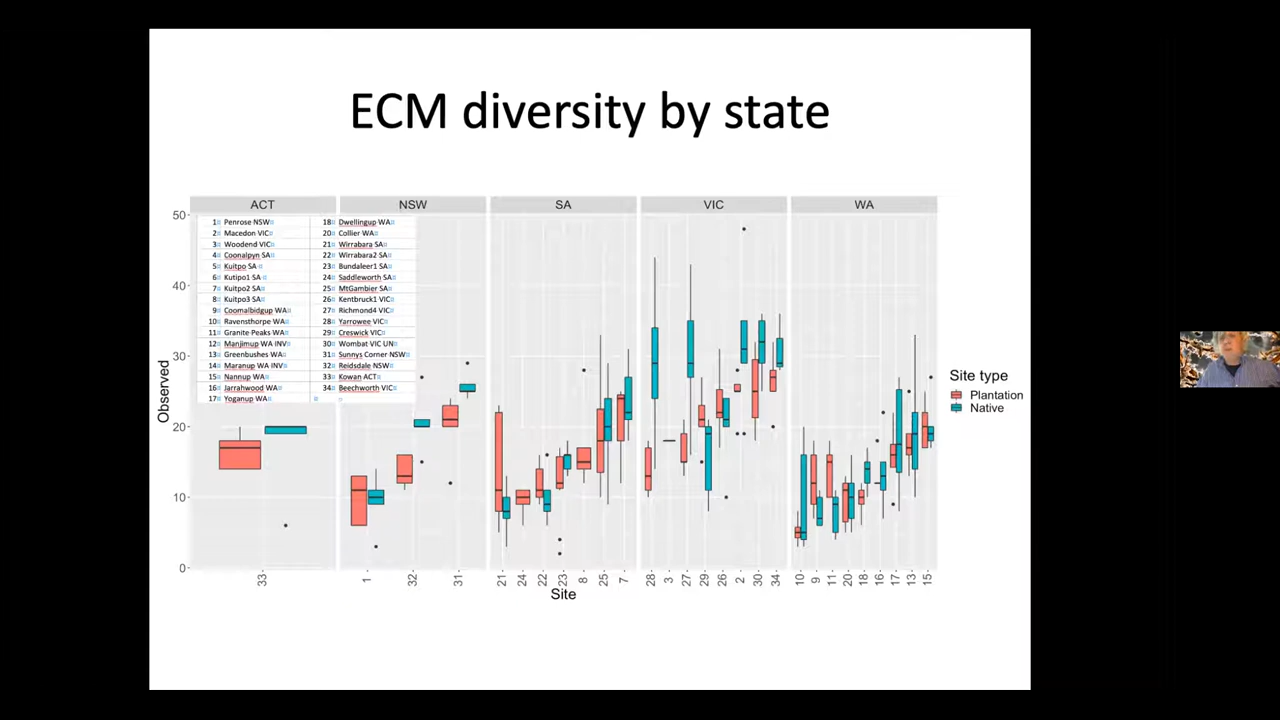 ECM diversity by state
ACT NSW SA VIC WA
50
40
30
20
10
0
Observed
1 Penrose NSW
2 Macedon VIC
3 Woodend VIC
4 Coonalpyn SA
5 Kuitpo SA
6 Kutipo1 SA
7 Kuitpo2 SA
8 Kuitpo3 SA
9 Coomalbidgup WA
10 Ravensthorpe WA
11 Granite Peaks WA
12 Manjimup WA INV
13 Greenbushes WA
14 Maranup WA INV
15 Nannup WA
16 Jarrahwood WA
17 Yoganup WA
18 Dwellingup WA
20 Collier WA
21 Wirrabara SA
22 Wirrabara2 SA
23 Bundaleer1 SA
24 Saddleworth SA
25 MtGambier SA
26 Kentbruck1 VIC
27 Richmond4 VIC
28 Yarrowee VIC
29 Creswick VIC
30 Wombat VIC UN
31 Sunnys Corner NSW
32 Reidsdale NSW
33 Kowan ACT
34 Beechworth VIC
33 1 32 31 21 24 22 23 8 25 7 28 3 27 29 26 2 30 34 10 9 11 20 18 16 17 13 15
Site
Site type
Plantation
Native